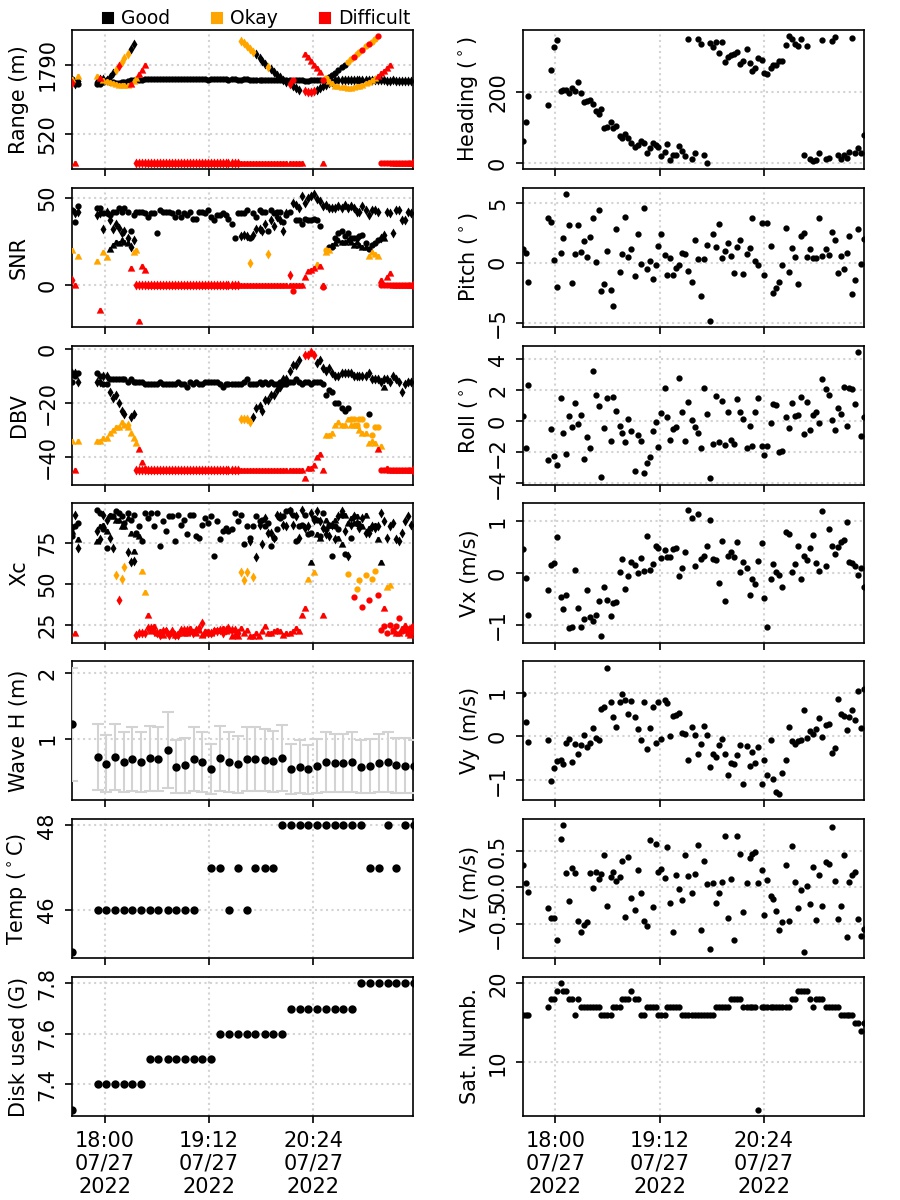 Good Okay Difficult
Range (m)
1790
520
Heading (°)
200
0
SNR
50
0
Pitch (°)
5
0
−5
DBV
0
−20
−40
Roll (°)
4
2
0
−2
−4
Xc
75
50
25
Vx (m/s)
1
0
−1
Wave H (m)
2
1
Vy (m/s)
1
0
−1
Temp (°C)
48
46
Vz (m/s)
0.5
0.0
−0.5
Disk used (G)
7.8
7.6
7.4
Sat. Numb.
20
10
18:00 19:12 20:24
07/27 07/27 07/27
2022 2022 2022
18:00 19:12 20:24
07/27 07/27 07/27
2022 2022 2022